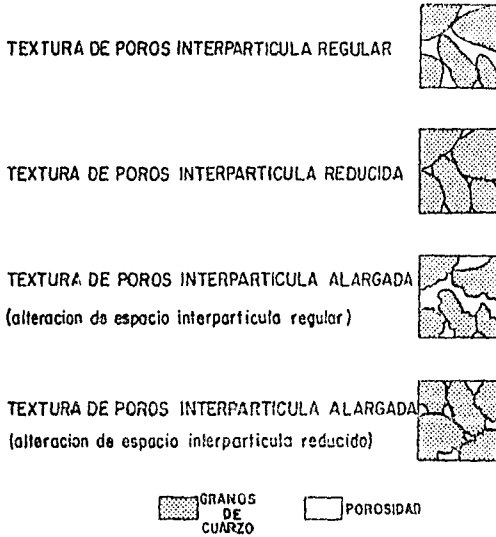 TEXTURA DE POROS INTERPARTICULA REGULAR
TEXTURA DE POROS INTERPARTICULA REDUCIDA
TEXTURA DE POROS INTERPARTICULA ALARGADA
(alteracion de espacio interparticula regular)
TEXTURA DE POROS INTERPARTICULA ALARGADA
(alteracion de espacio interparticula reducido)
GRANOS
DE
CUARZO
POROSIDAD